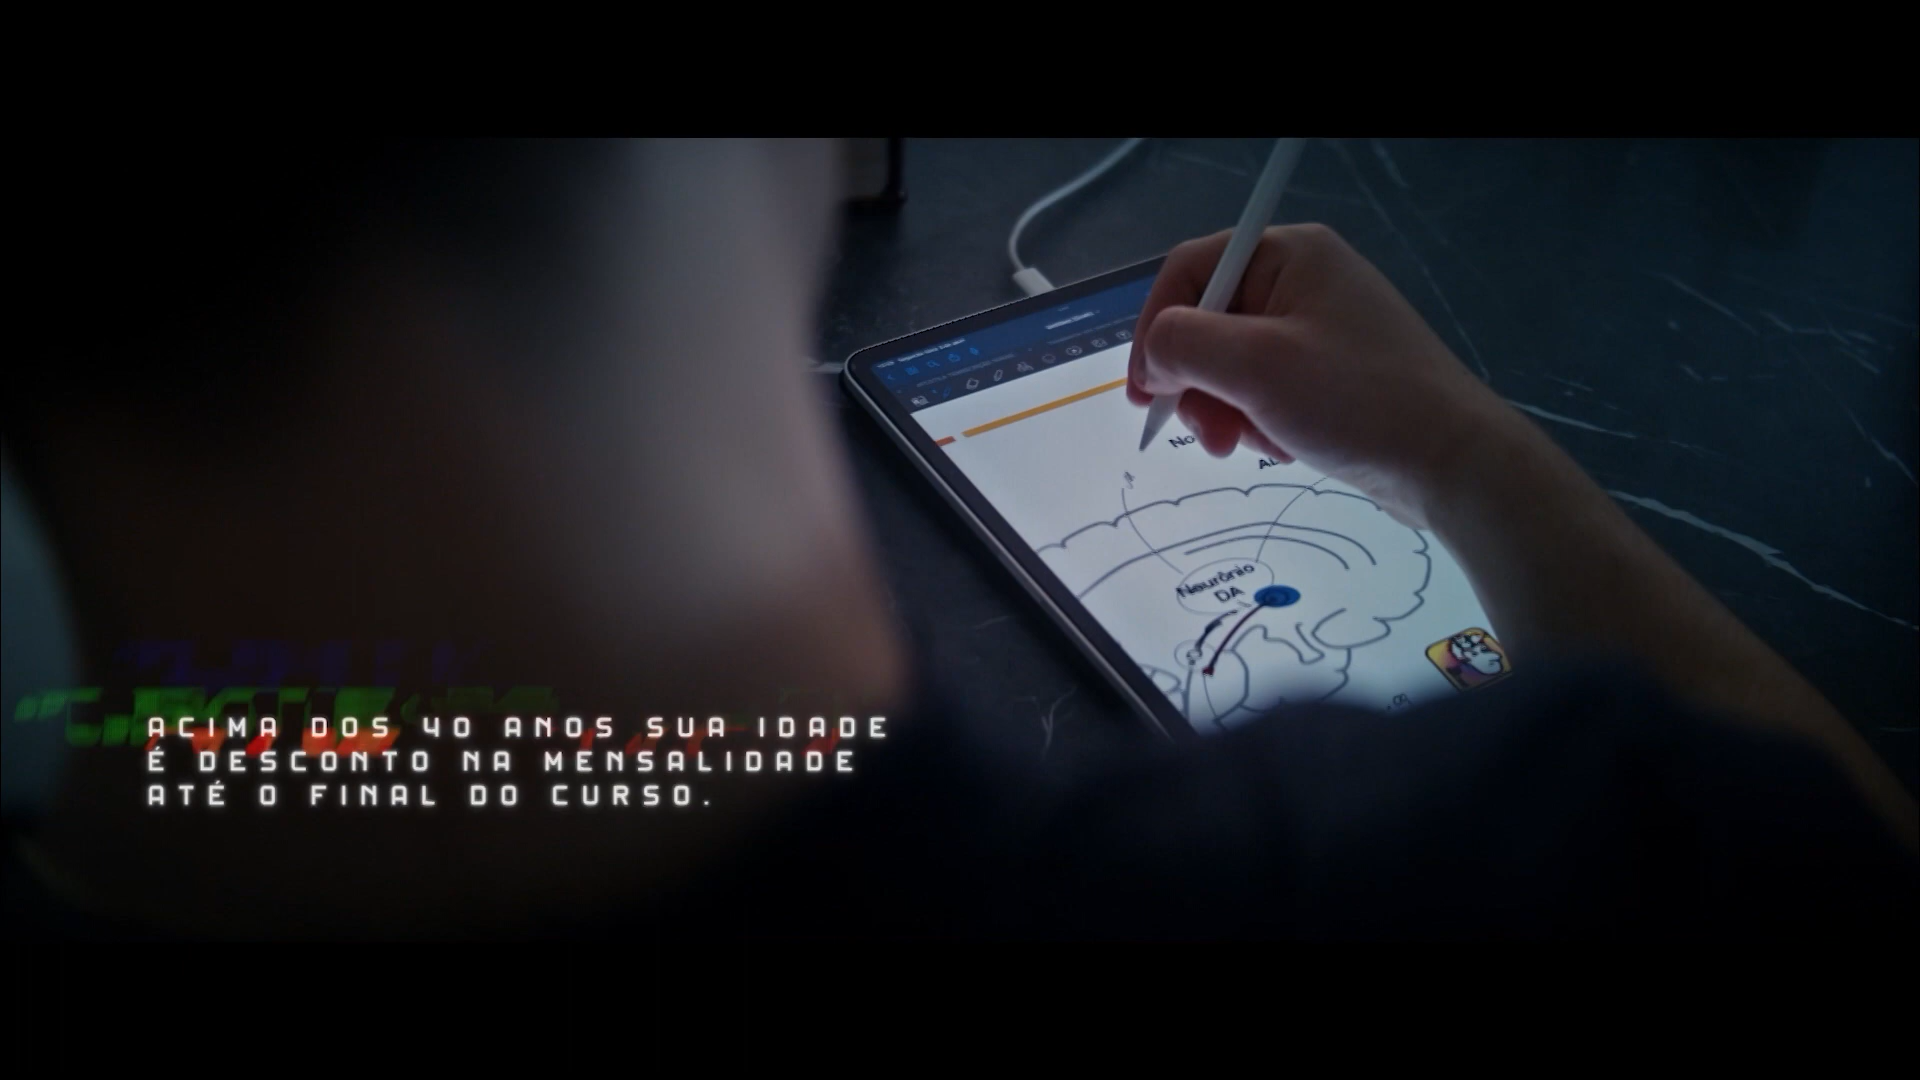 Neurônio
DA
ACIMA DOS 40 ANOS SUA IDADE
É DESCONTO NA MENSALIDADE
ATÉ O FINAL DO CURSO.